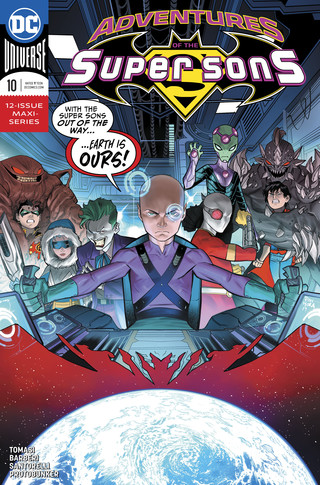 DC
UNIVERSE
10
12-ISSUE
MAXI-
SERIES
ADVENTURES
OF THE
SUPER SONS
WITH THE
SUPER SONS
OUT OF THE
WAY...
...EARTH IS
OURS!
TOMASI
BARBERI
SANTORELLI
PROTOBUNKER